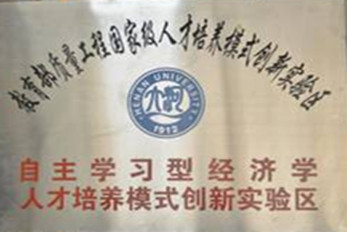 教育部质量工程国家级人才培养模式创新实验区
HENAN UNIVERSITY
1912
自主学习型经济学
人才培养模式创新实验区